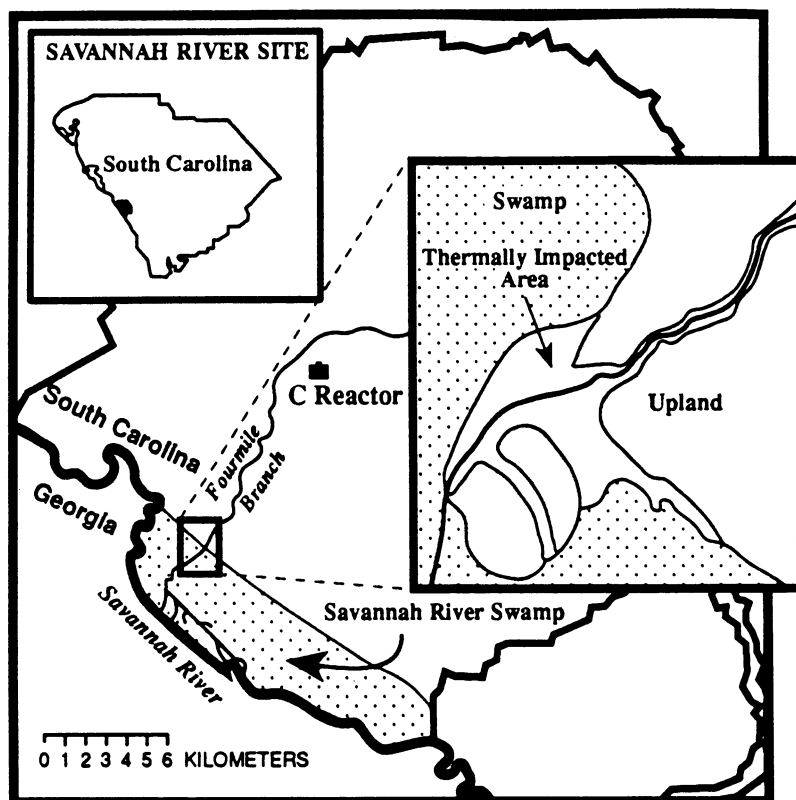 SAVANNAH RIVER SITE
South Carolina
Swamp
Thermally Impacted
Area
Upland
C Reactor
Fourmile
Branch
South Carolina
Georgia
Savannah River
Savannah River Swamp
0 1 2 3 4 5 6 KILOMETERS